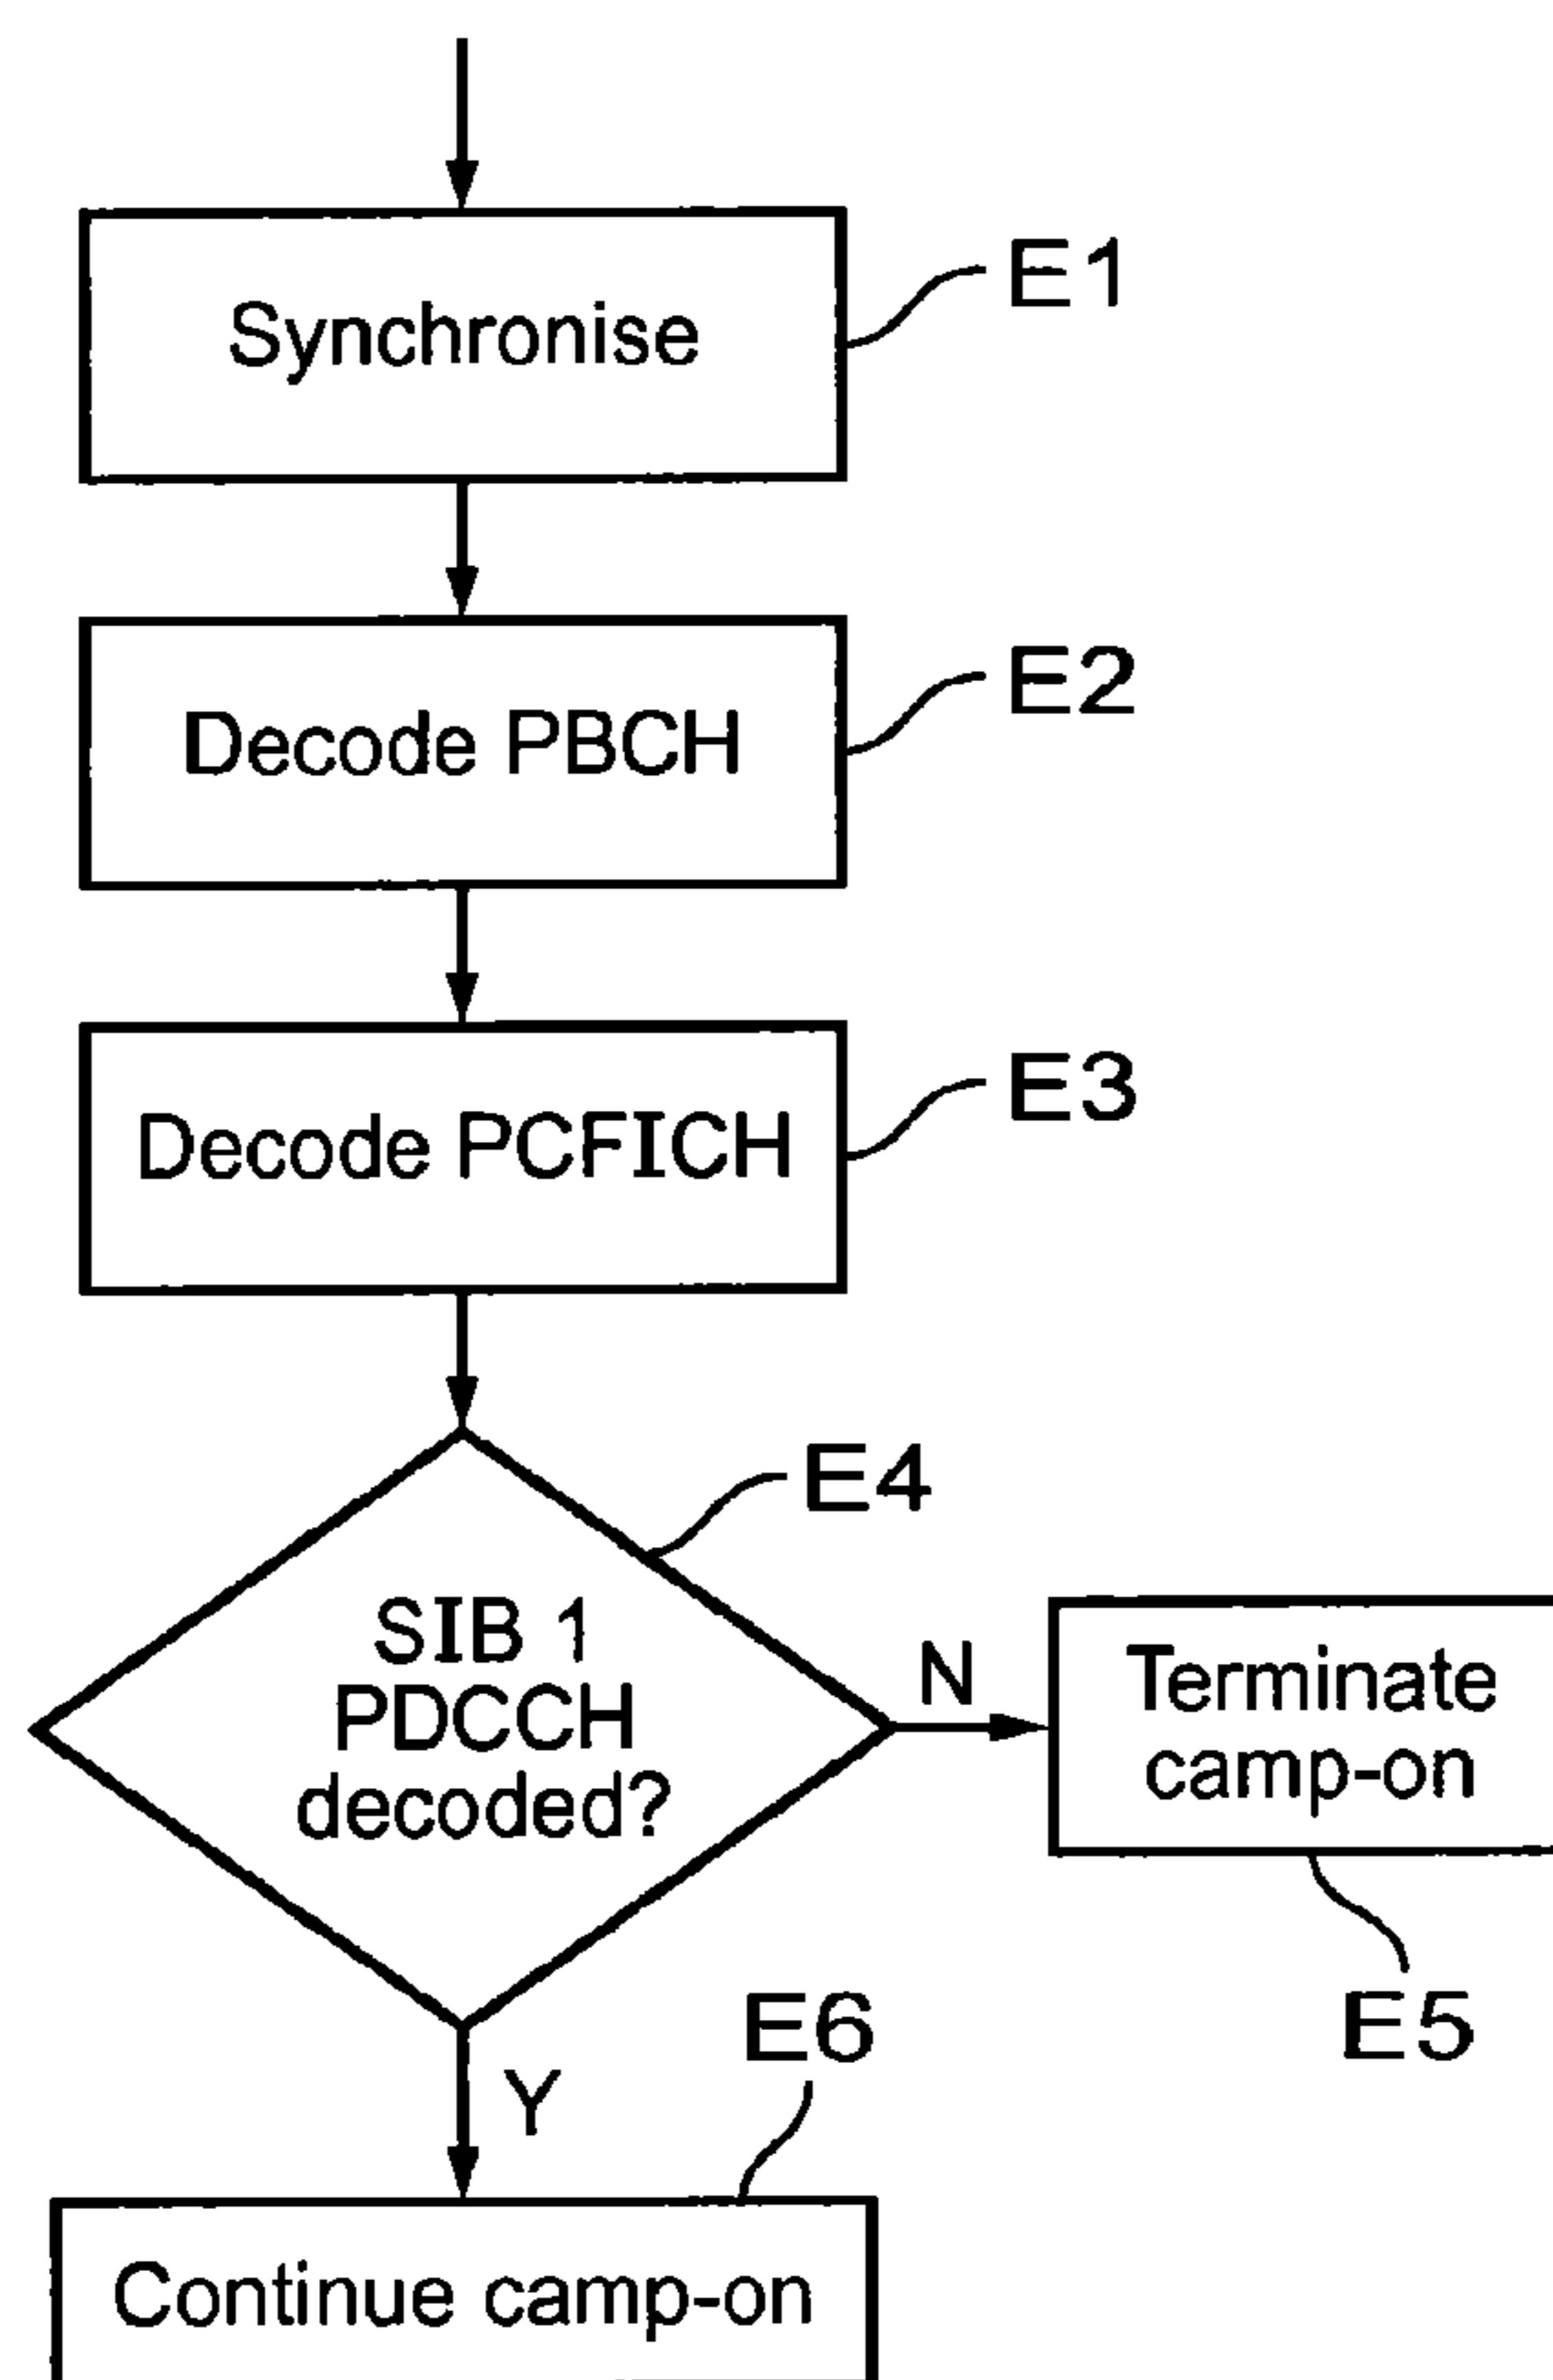 Synchronise
E1
Decode PBCH
E2
Decode PCFICH
E3
E4
SIB 1
PDCCH
decoded?
N
Terminate
camp-on
E5
E6
Y
Continue camp-on